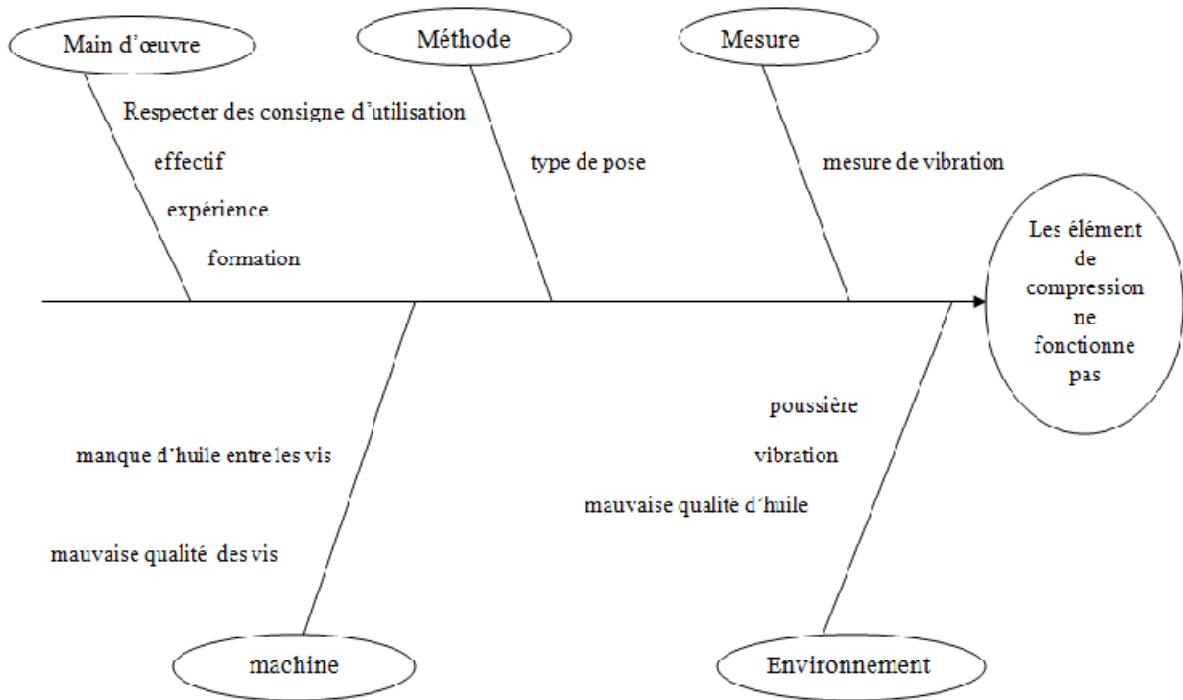 Main d'œuvre
Méthode
Mesure
Respecter des consigne d'utilisation
effectif
type de pose
mesure de vibration
expérience
formation
Les élément
de
compression
ne
fonctionne
pas
poussière
manque d'huile entre les vis
vibration
mauvaise qualité d'huile
mauvaise qualité des vis
machine
Environnement